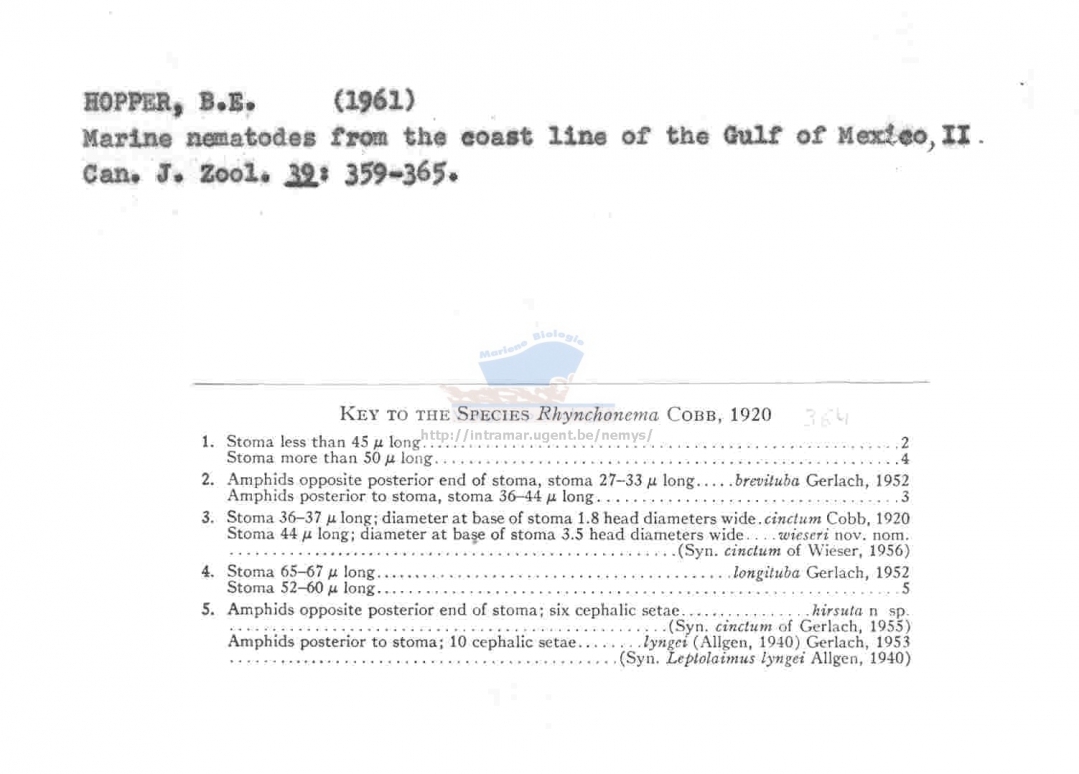 HOPPER, B.E. (1961)
Marine nematodes from the coast line of the Gulf of Mexico, II.
Can. J. Zool. 39: 359-365.
Mariene Biologie
KEY TO THE SPECIES Rhynchonema COBB, 1920 364
http://intramar.ugent.be/nemys/
1. Stoma less than 45 μ long..........2
Stoma more than 50 μ long..........4
2. Amphids opposite posterior end of stoma, stoma 27–33 μ long.....brevituba Gerlach, 1952
Amphids posterior to stoma, stoma 36–44 μ long..........3
3. Stoma 36–37 μ long; diameter at base of stoma 1.8 head diameters wide.cinctum Cobb, 1920
Stoma 44 μ long; diameter at base of stoma 3.5 head diameters wide....wieseri nov. nom.
..........(Syn. cinctum of Wieser, 1956)
4. Stoma 65–67 μ long..........longituba Gerlach, 1952
Stoma 52–60 μ long..........5
5. Amphids opposite posterior end of stoma; six cephalic setae..........hirsuta n sp.
..........(Syn. cinctum of Gerlach, 1955)
Amphids posterior to stoma; 10 cephalic setae........lyngei (Allgen, 1940) Gerlach, 1953
..........(Syn. Leptolaimus lyngei Allgen, 1940)